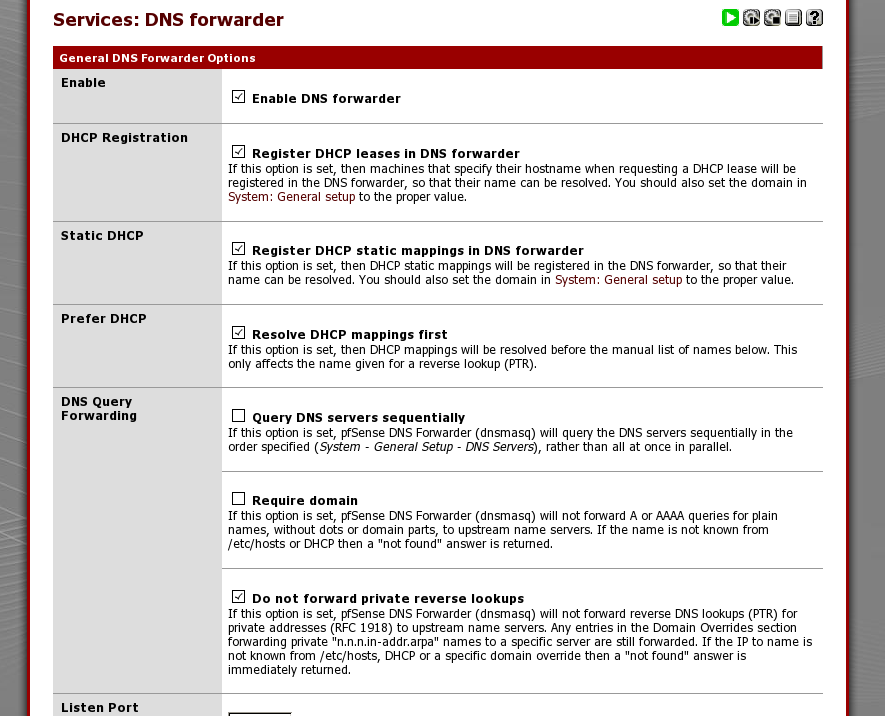 Services: DNS forwarder
General DNS Forwarder Options
Enable
Enable DNS forwarder
DHCP Registration
Register DHCP leases in DNS forwarder
If this option is set, then machines that specify their hostname when requesting a DHCP lease will be
registered in the DNS forwarder, so that their name can be resolved. You should also set the domain in
System: General setup to the proper value.
Static DHCP
Register DHCP static mappings in DNS forwarder
If this option is set, then DHCP static mappings will be registered in the DNS forwarder, so that their
name can be resolved. You should also set the domain in System: General setup to the proper value.
Prefer DHCP
Resolve DHCP mappings first
If this option is set, then DHCP mappings will be resolved before the manual list of names below. This
only affects the name given for a reverse lookup (PTR).
DNS Query
Forwarding
Query DNS servers sequentially
If this option is set, pfSense DNS Forwarder (dnsmasq) will query the DNS servers sequentially in the
order specified (System - General Setup - DNS Servers), rather than all at once in parallel.
Require domain
If this option is set, pfSense DNS Forwarder (dnsmasq) will not forward A or AAAA queries for plain
names, without dots or domain parts, to upstream name servers. If the name is not known from
/etc/hosts or DHCP then a "not found" answer is returned.
Do not forward private reverse lookups
If this option is set, pfSense DNS Forwarder (dnsmasq) will not forward reverse DNS lookups (PTR) for
private addresses (RFC 1918) to upstream name servers. Any entries in the Domain Overrides section
forwarding private "n.n.n.in-addr.arpa" names to a specific server are still forwarded. If the IP to name is
not known from /etc/hosts, DHCP or a specific domain override then a "not found" answer is
immediately returned.
Listen Port